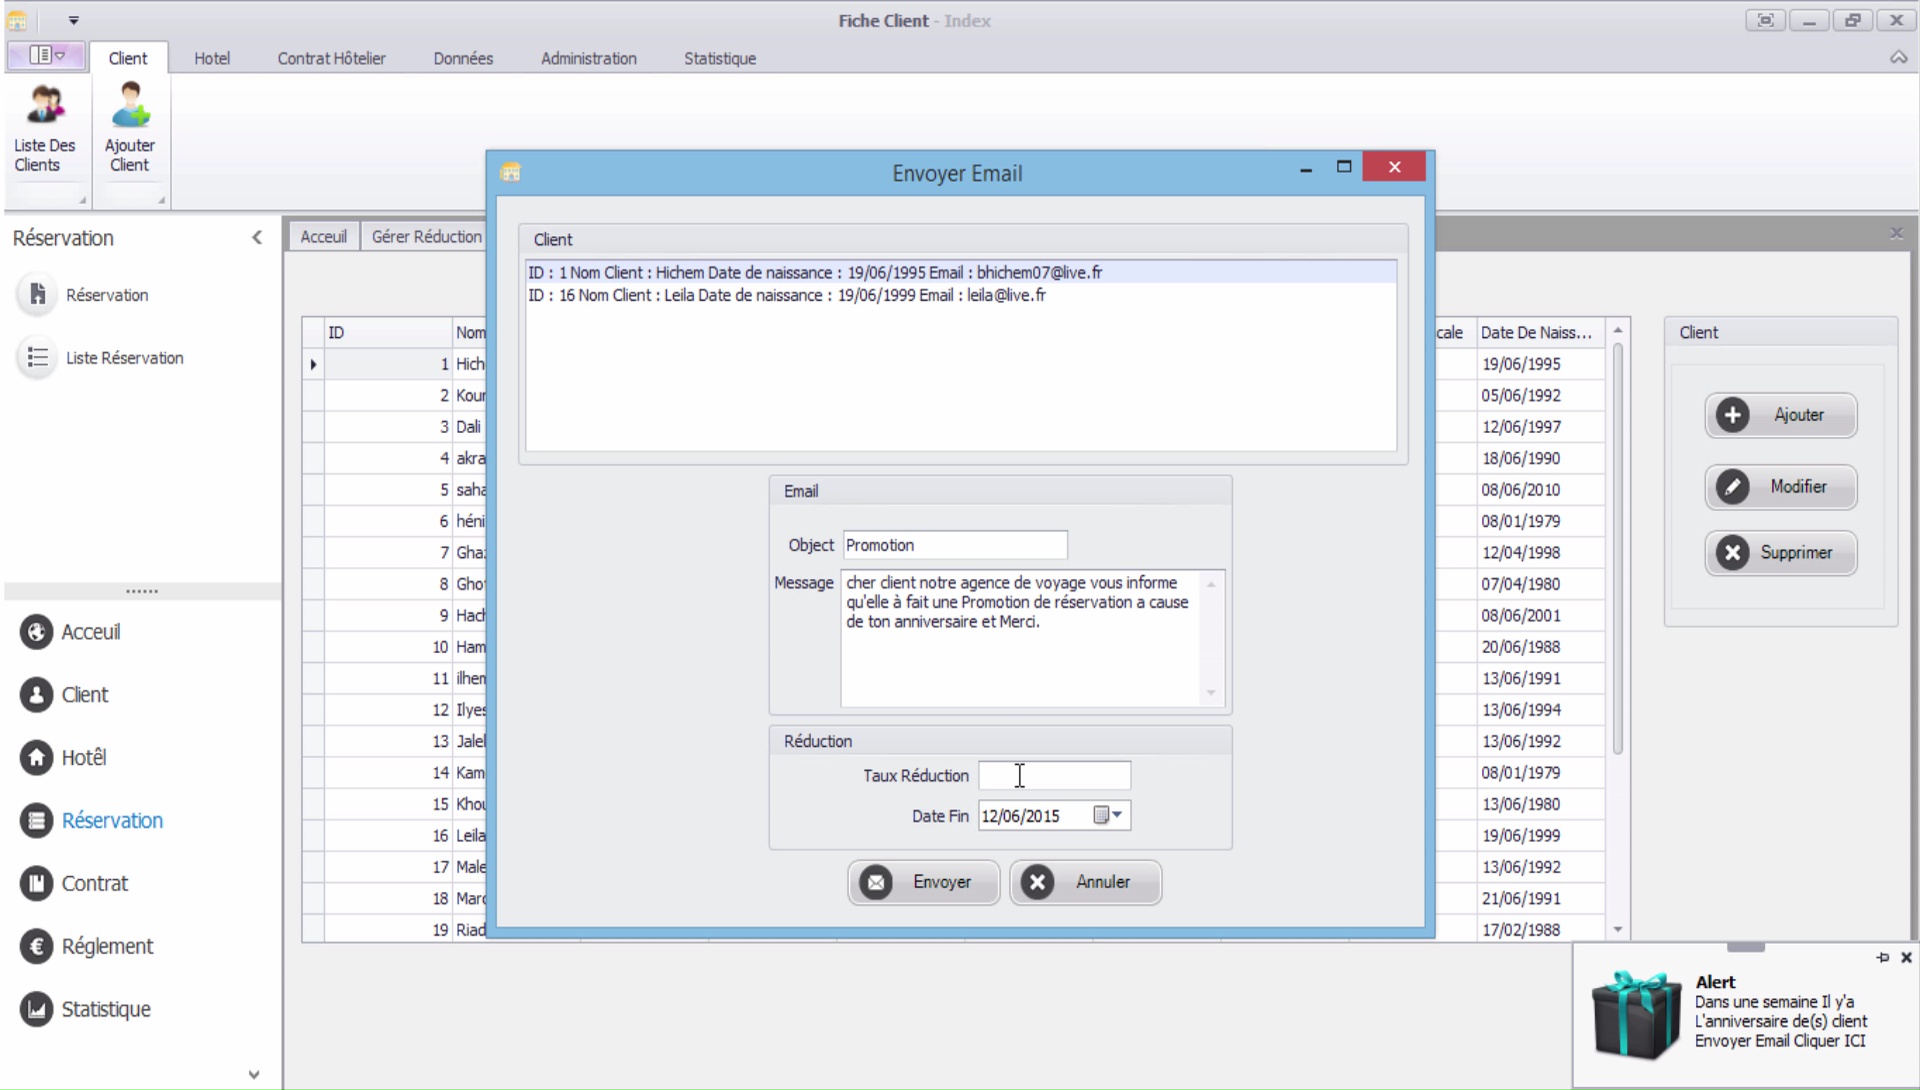 Fiche Client - Index
Client
Hotel
Contrat Hôtelier
Données
Administration
Statistique
Liste Des
Clients
Ajouter
Client
Réservation
Réservation
Liste Réservation
Acceuil
Client
Hotêl
Réservation
Contrat
Réglement
Statistique
Acceuil
Gérer Réduction
ID
Nom
1 Hich
2 Kour
3 Dali
4 akra
5 saha
6 héni
7 Gha
8 Gho
9 Hach
10 Ham
11 ilhem
12 Ilyes
13 Jalel
14 Kam
15 Khou
16 Leila
17 Male
18 Marc
19 Riad
Envoyer Email
Client
ID : 1 Nom Client : Hichem Date de naissance : 19/06/1995 Email : bhichem07@live.fr
ID : 16 Nom Client : Leila Date de naissance : 19/06/1999 Email : leila@live.fr
Email
Object Promotion
Message cher client notre agence de voyage vous informe
qu'elle à fait une Promotion de réservation a cause
de ton anniversaire et Merci.
Réduction
Taux Réduction
Date Fin 12/06/2015
Envoyer
Annuler
cale
Date De Naiss...
19/06/1995
05/06/1992
12/06/1997
18/06/1990
08/06/2010
08/01/1979
12/04/1998
07/04/1980
08/06/2001
20/06/1988
13/06/1991
13/06/1994
13/06/1992
08/01/1979
13/06/1980
19/06/1999
13/06/1992
21/06/1991
17/02/1988
Client
Ajouter
Modifier
Supprimer
Alert
Dans une semaine Il y'a
L'anniversaire de(s) client
Envoyer Email Cliquer ICI